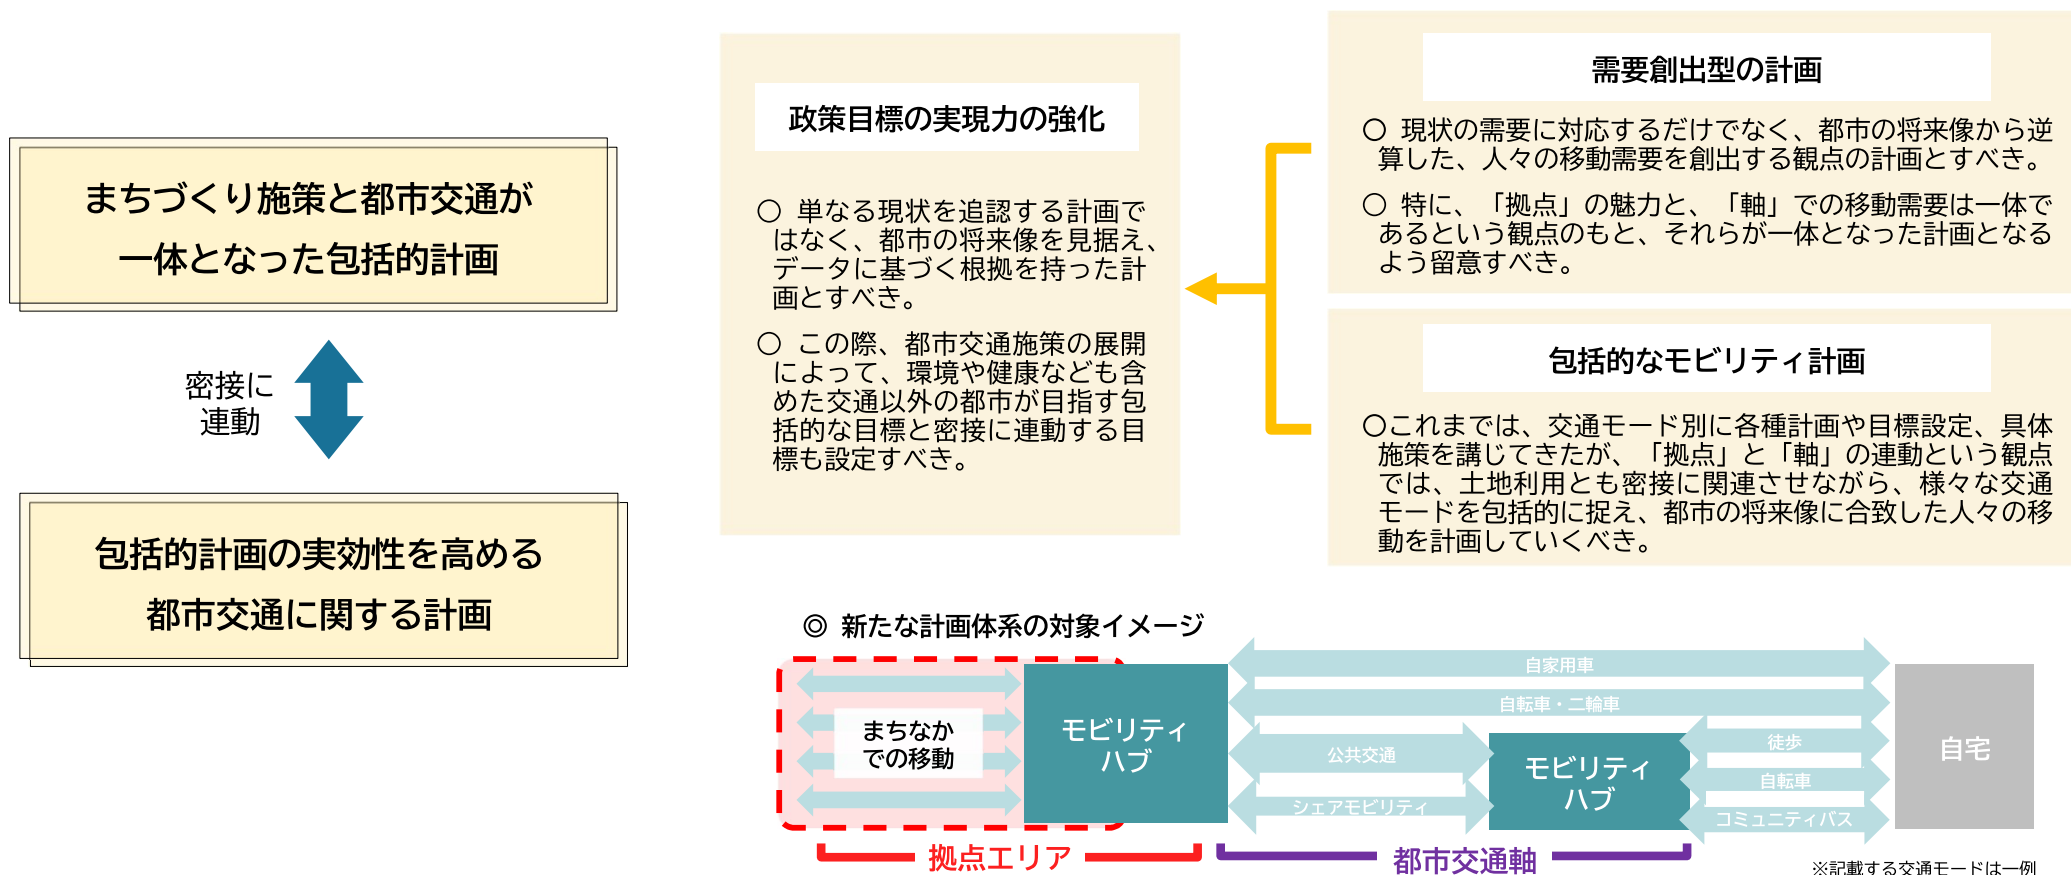 まちづくり施策と都市交通が
一体となった包括的計画
密接に
連動
包括的計画の実効性を高める
都市交通に関する計画
政策目標の実現力の強化
〇 単なる現状を追認する計画で
はなく、都市の将来像を見据え、
データに基づく根拠を持った計
画とすべき。
〇 この際、都市交通施策の展開
によって、環境や健康なども含
めた交通以外の都市が目指す包
括的な目標と密接に連動する目
標も設定すべき。
需要創出型の計画
〇 現状の需要に対応するだけでなく、都市の将来像から逆
算した、人々の移動需要を創出する観点の計画とすべき。
〇 特に、「拠点」の魅力と、「軸」での移動需要は一体で
あるという観点のもと、それらが一体となった計画となる
よう留意すべき。
包括的なモビリティ計画
〇これまでは、交通モード別に各種計画や目標設定、具体
施策を講じてきたが、「拠点」と「軸」の連動という観点
では、土地利用とも密接に関連させながら、様々な交通
モードを包括的に捉え、都市の将来像に合致した人々の移
動を計画していくべき。
◎ 新たな計画体系の対象イメージ
まちなか
での移動
モビリティ
ハブ
自家用車
自転車・二輪車
公共交通
シェアモビリティ
モビリティ
ハブ
徒歩
自転車
コミュニティバス
自宅
拠点エリア
都市交通軸
※記載する交通モードは一例